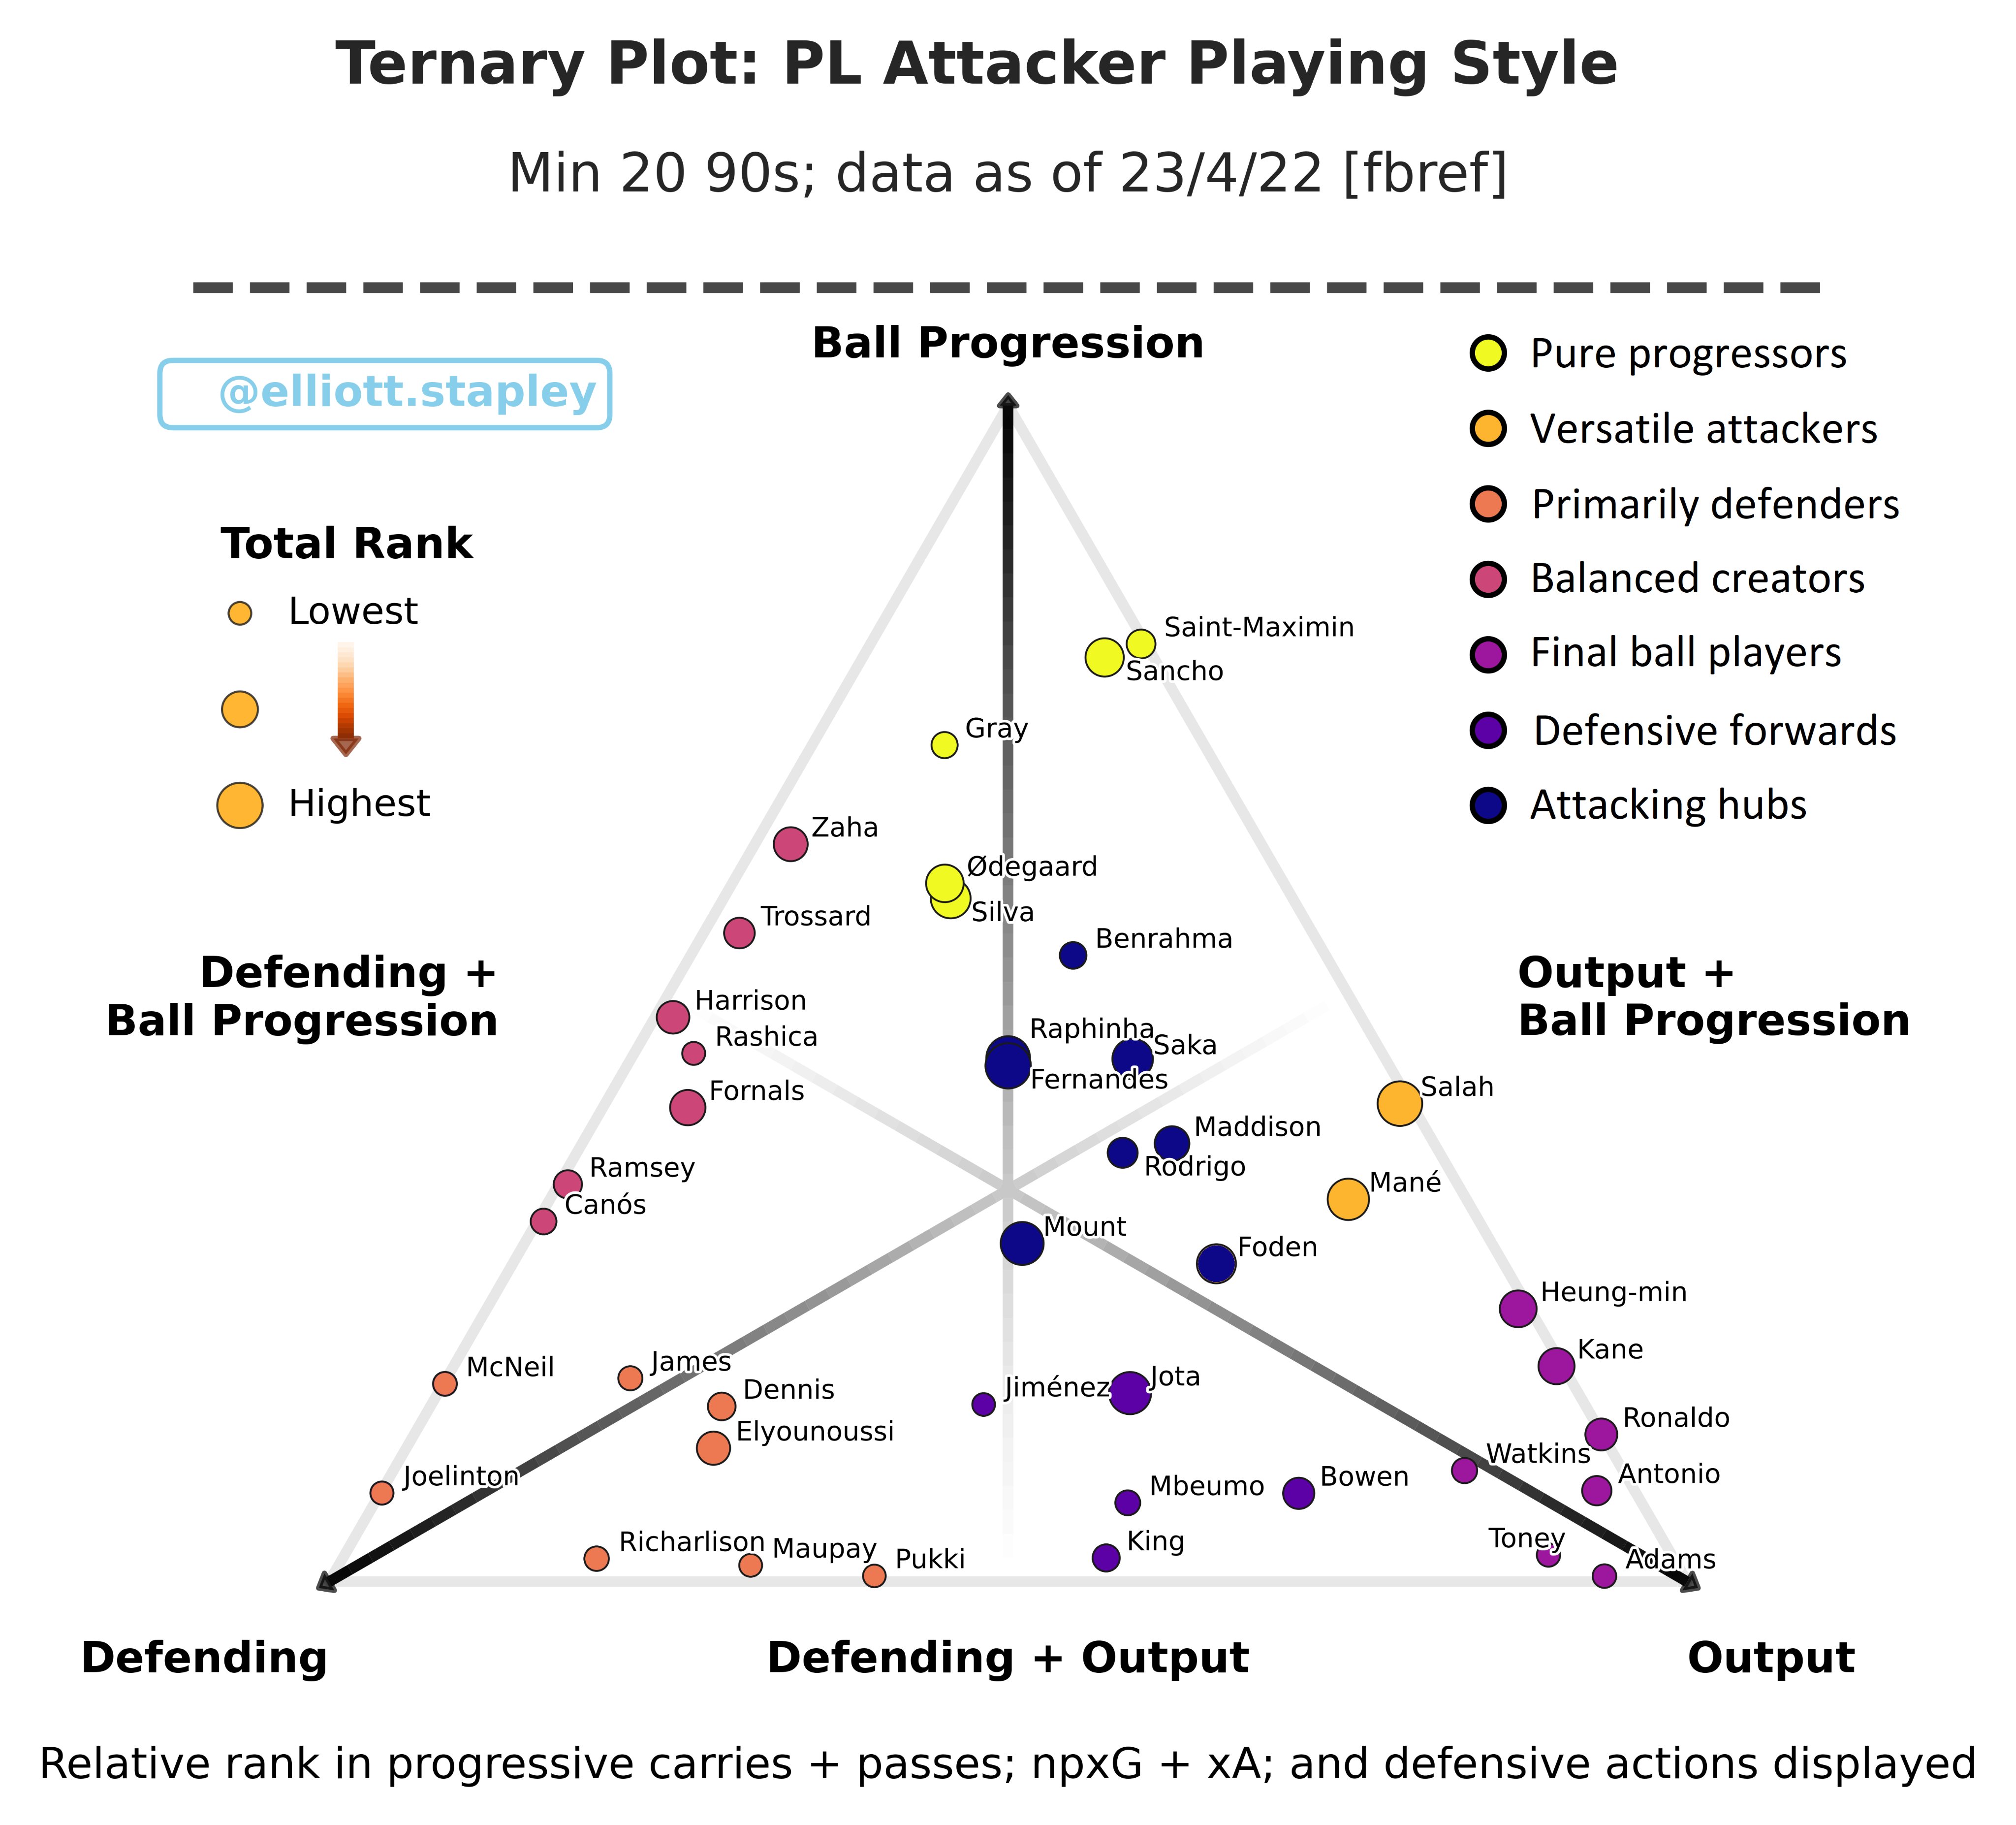 Ternary Plot: PL Attacker Playing Style
Min 20 90s; data as of 23/4/22 [fbref]
Ball Progression
@elliott.stapley
Pure progressors
Versatile attackers
Primarily defenders
Balanced creators
Final ball players
Defensive forwards
Attacking hubs
Total Rank
Lowest
Highest
Saint-Maximin
Sancho
Gray
Zaha
Ødegaard
Silva
Trossard
Benrahma
Defending +
Ball Progression
Output +
Ball Progression
Harrison
Rashica
Raphinha
Saka
Fernandes
Fornals
Salah
Maddison
Rodrigo
Ramsey
Canós
Mané
Mount
Foden
Heung-min
Kane
McNeil
James
Dennis
Elyounoussi
Jiménez
Jota
Ronaldo
Watkins
Antonio
Joelinton
Mbeumo
Bowen
Richarlison
Maupay
Pukki
King
Toney
Adams
Defending
Defending + Output
Output
Relative rank in progressive carries + passes; npxG + xA; and defensive actions displayed